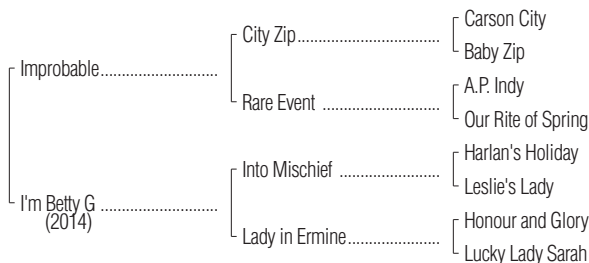 Carson City
City Zip
Baby Zip
Improbable
A.P. Indy
Rare Event
Our Rite of Spring
Harlan's Holiday
Into Mischief
Leslie's Lady
I'm Betty G
(2014)
Honour and Glory
Lady in Ermine
Lucky Lady Sarah